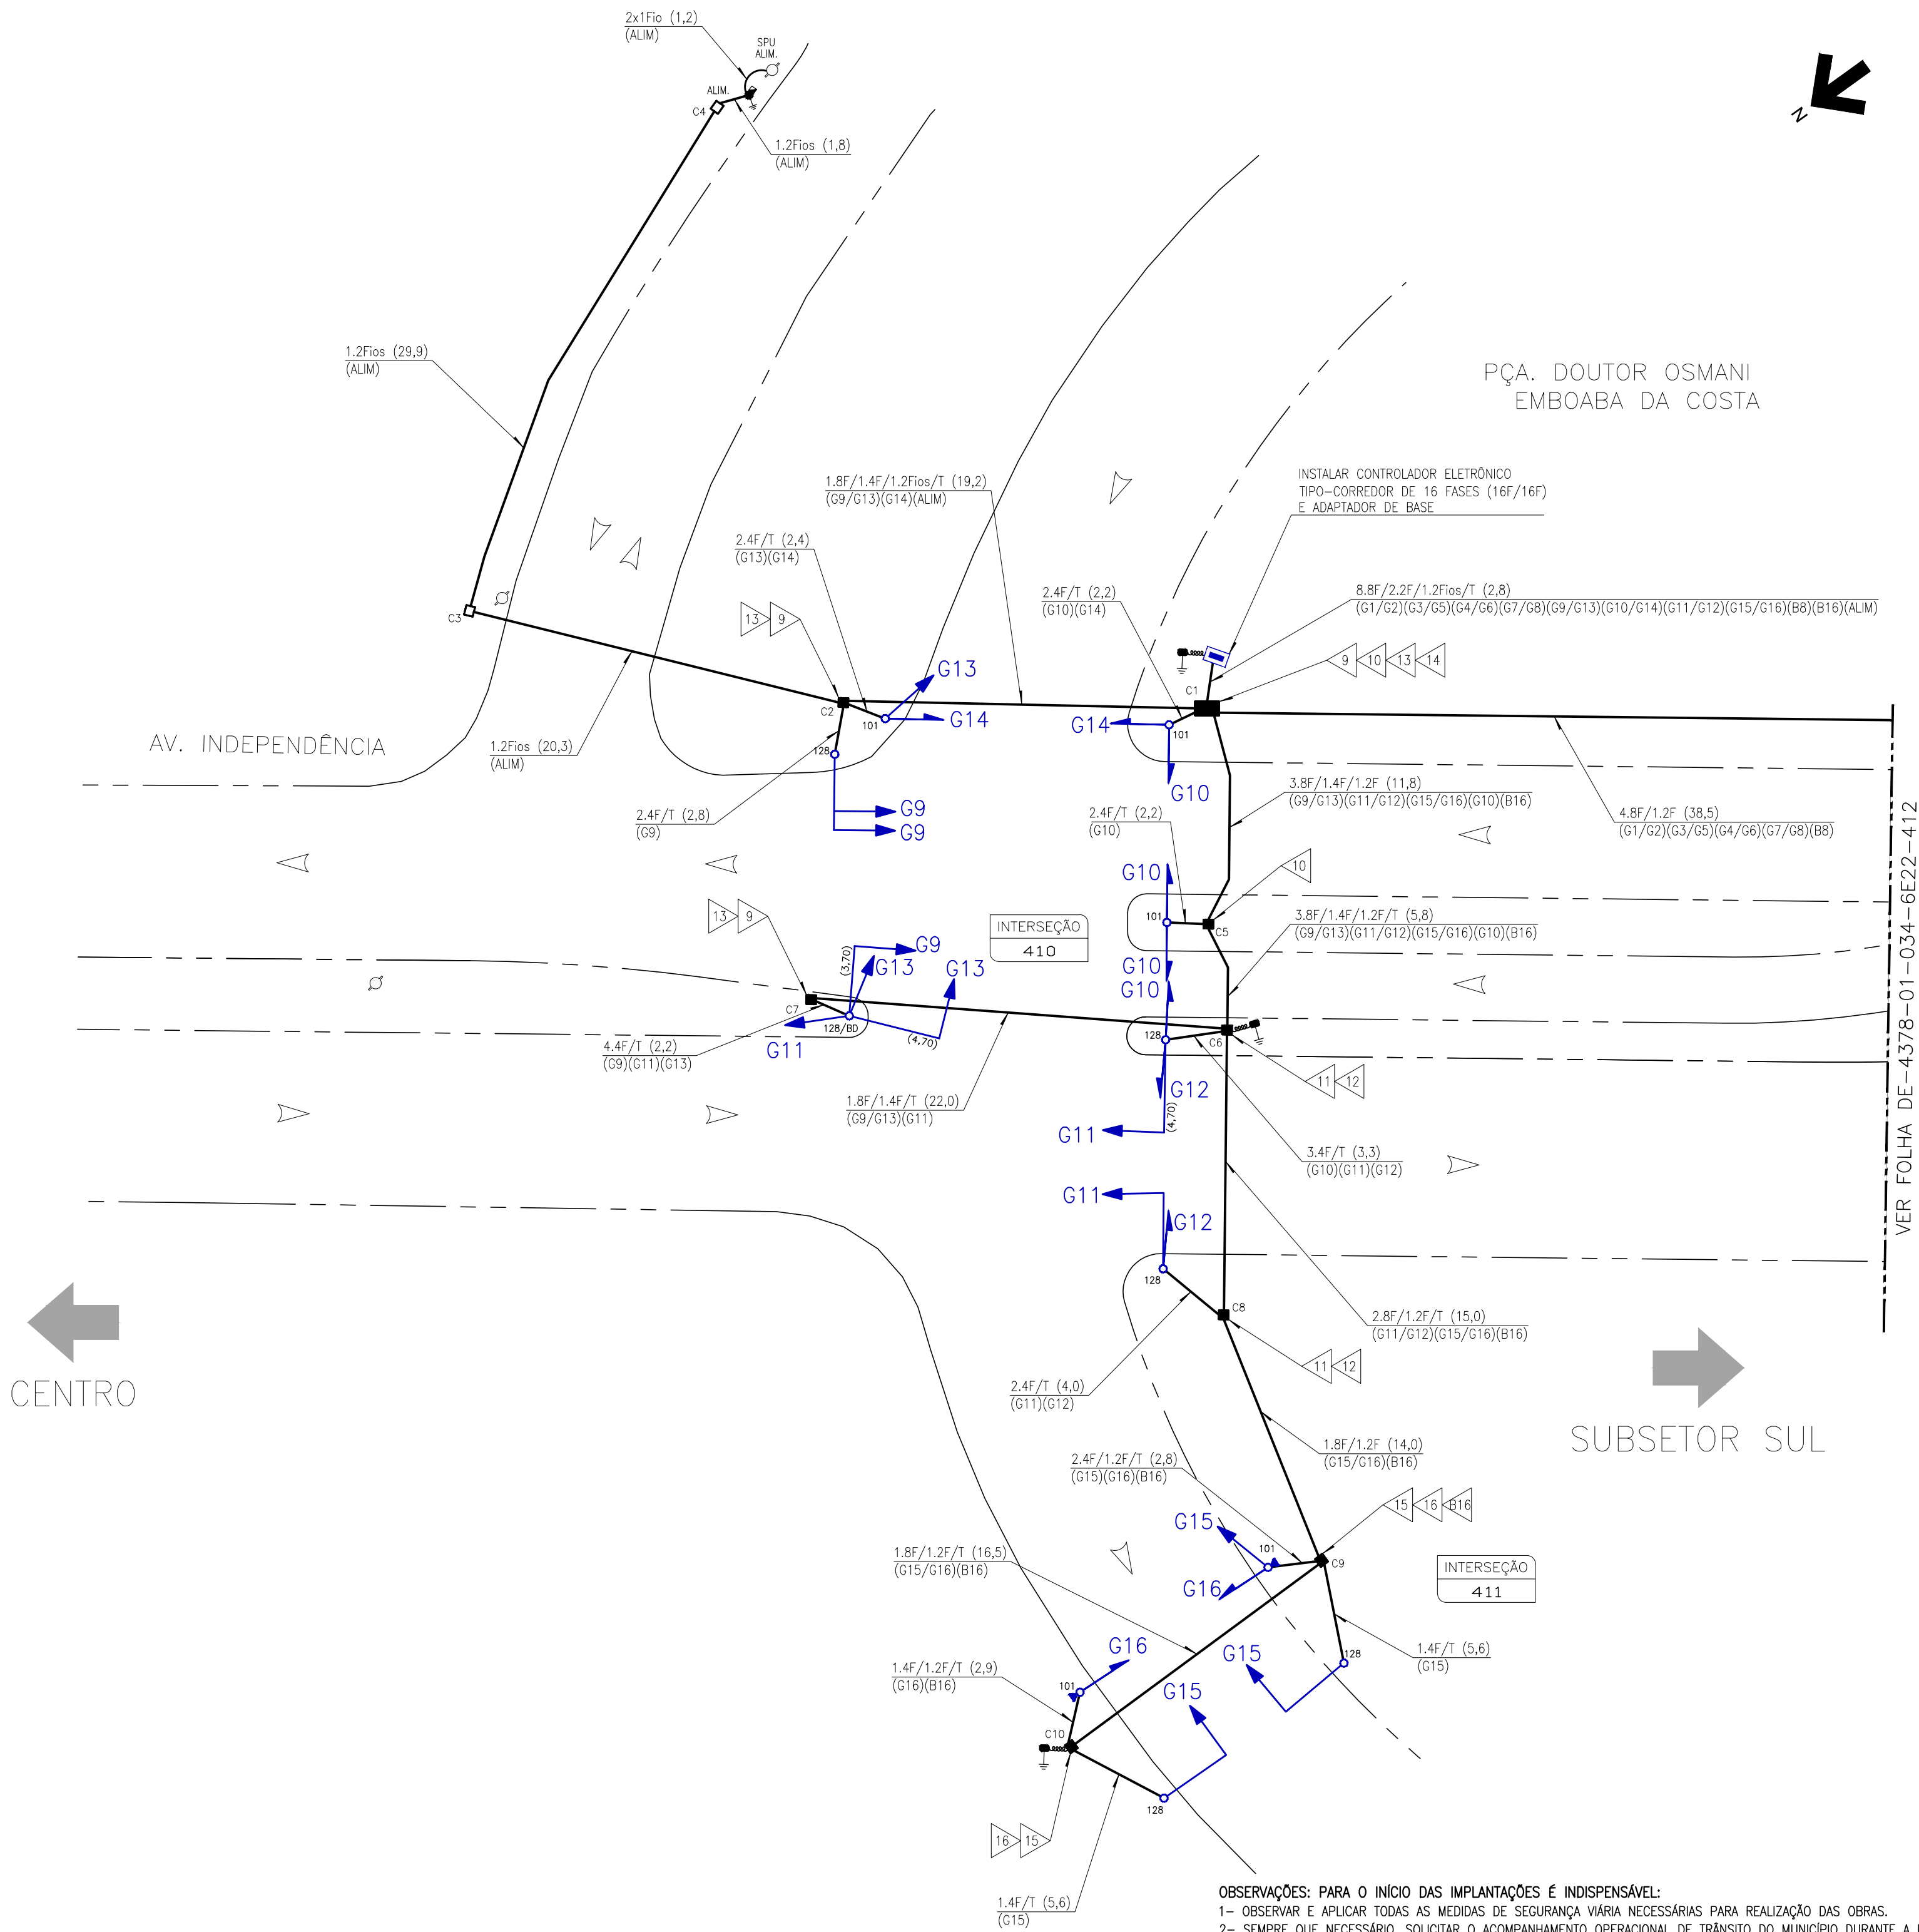 2x1Fio (1,2)
(ALIM)
SPU
ALIM.
ALIM.
C4
1.2Fios (1,8)
(ALIM)
N
1.2Fios (29,9)
(ALIM)
PÇA. DOUTOR OSMANI
EMBOABA DA COSTA
INSTALAR CONTROLADOR ELETRÔNICO
TIPO-CORREDOR DE 16 FASES (16F/16F)
E ADAPTADOR DE BASE
1.8F/1.4F/1.2Fios/T (19,2)
(G9/G13)(G14)(ALIM)
2.4F/T (2,4)
(G13)(G14)
2.4F/T (2,2)
(G10)(G14)
8.8F/2.2F/1.2Fios/T (2,8)
(G1/G2)(G3/G5)(G4/G6)(G7/G8)(G9/G13)(G10/G14)(G11/G12)(G15/G16)(B8)(B16)(ALIM)
C3
13 9
9 10 13 14
G13
C1
C2
101
G14
G14
101
AV. INDEPENDÊNCIA
1.2Fios (20,3)
(ALIM)
128
G10
3.8F/1.4F/1.2F (11,8)
(G9/G13)(G11/G12)(G15/G16)(G10)(B16)
2.4F/T (2,8)
(G9)
G9
G9
2.4F/T (2,2)
(G10)
4.8F/1.2F (38,5)
(G1/G2)(G3/G5)(G4/G6)(G7/G8)(B8)
VER FOLHA DE-4378-01-034-6E22-412
G10
10
13 9
INTERSEÇÃO
410
101
C5
3.8F/1.4F/1.2F/T (5,8)
(G9/G13)(G11/G12)(G15/G16)(G10)(B16)
(3,70)
G9
G13
G13
G10
G10
C7
128/BD
G11
(4,70)
128
C6
4.4F/T (2,2)
(G9)(G11)(G13)
11 12
G12
1.8F/1.4F/T (22,0)
(G9/G13)(G11)
(4,70)
G11
3.4F/T (3,3)
(G10)(G11)(G12)
G11
G12
128
C8
2.8F/1.2F/T (15,0)
(G11/G12)(G15/G16)(B16)
CENTRO
11 12
2.4F/T (4,0)
(G11)(G12)
SUBSETOR SUL
1.8F/1.2F (14,0)
(G15/G16)(B16)
2.4F/1.2F/T (2,8)
(G15)(G16)(B16)
15 16 B16
G15
101
C9
1.8F/1.2F/T (16,5)
(G15/G16)(B16)
INTERSEÇÃO
411
G16
G16
G15
128
1.4F/T (5,6)
(G15)
1.4F/1.2F/T (2,9)
(G16)(B16)
101
G15
C10
128
16 15
1.4F/T (5,6)
(G15)
OBSERVAÇÕES: PARA O INÍCIO DAS IMPLANTAÇÕES É INDISPENSÁVEL:
1- OBSERVAR E APLICAR TODAS AS MEDIDAS DE SEGURANÇA VIÁRIA NECESSÁRIAS PARA REALIZAÇÃO DAS OBRAS.
2- SEMPRE QUE NECESSÁRIO, SOLICITAR O ACOMPANHAMENTO OPERACIONAL DE TRÂNSITO DO MUNICÍPIO DURANTE A